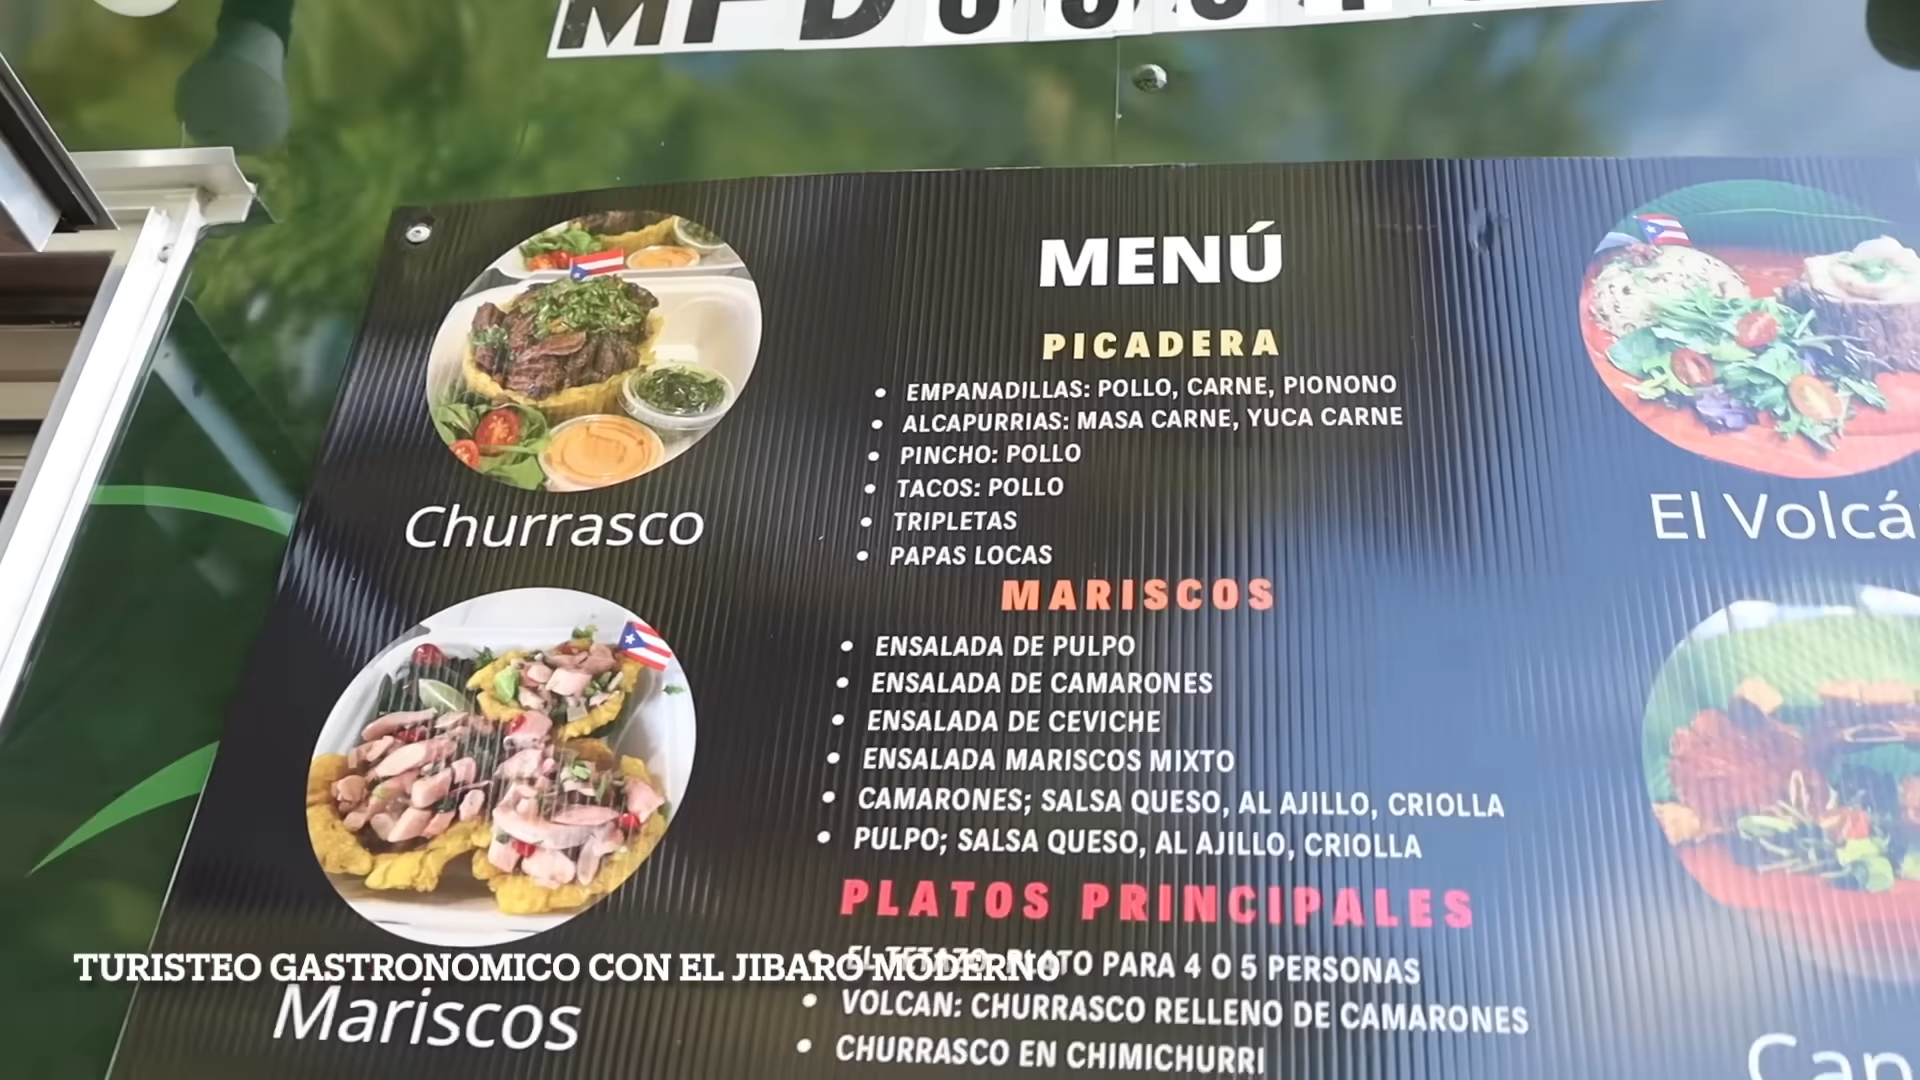 MENÚ
PICADERA
• EMPANADILLAS: POLLO, CARNE, PIONONO
• ALCAPURRIAS: MASA CARNE, YUCA CARNE
• PINCHO: POLLO
• TACOS: POLLO
• TRIPLETAS
• PAPAS LOCAS
Churrasco
El Volcá
MARISCOS
• ENSALADA DE PULPO
• ENSALADA DE CAMARONES
• ENSALADA DE CEVICHE
• ENSALADA MARISCOS MIXTO
• CAMARONES; SALSA QUESO, AL AJILLO, CRIOLLA
• PULPO; SALSA QUESO, AL AJILLO, CRIOLLA
Mariscos
PLATOS PRINCIPALES
• EL TETAZO: PLATO PARA 4 O 5 PERSONAS
• VOLCAN: CHURRASCO RELLENO DE CAMARONES
• CHURRASCO EN CHIMICHURRI
TURISTEO GASTRONOMICO CON EL JIBARO MODERNO